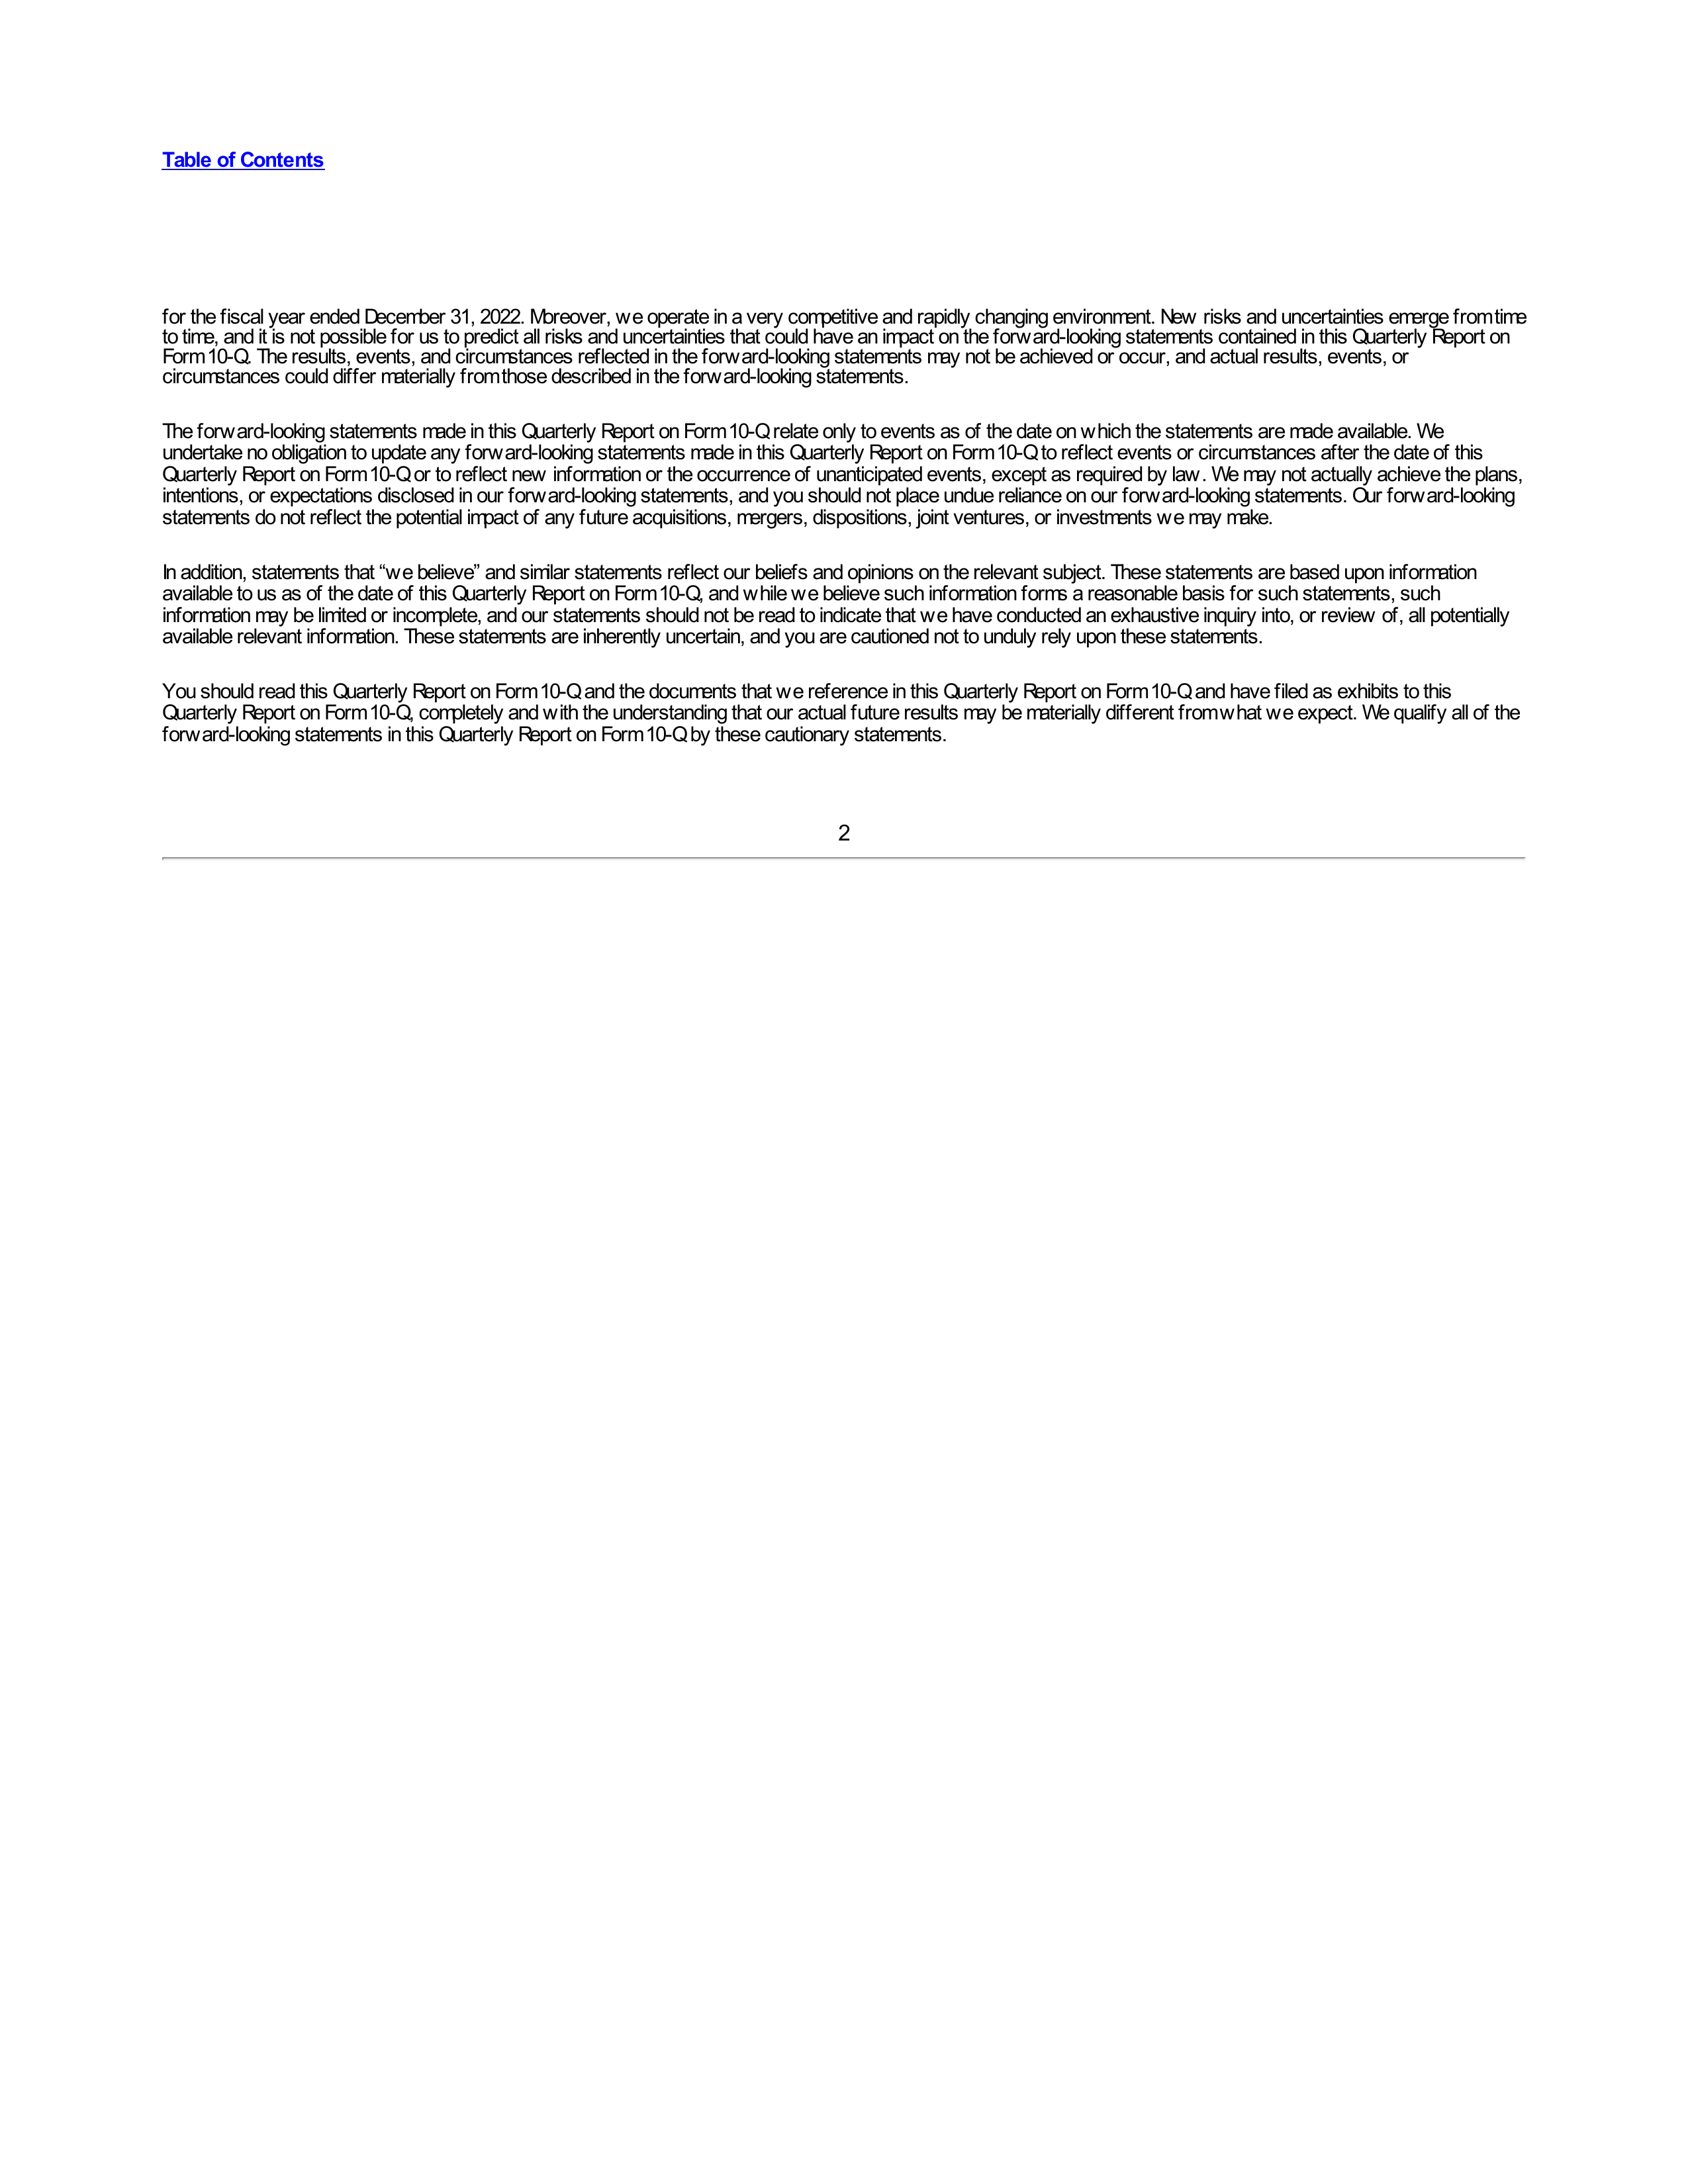 Table of Contents
for the fiscal year ended December 31, 2022. Moreover, we operate in a very competitive and rapidly changing environment. New risks and uncertainties emerge from time
to time, and it is not possible for us to predict all risks and uncertainties that could have an impact on the forward-looking statements contained in this Quarterly Report on
Form 10-Q. The results, events, and circumstances reflected in the forward-looking statements may not be achieved or occur, and actual results, events, or
circumstances could differ materially from those described in the forward-looking statements.
The forward-looking statements made in this Quarterly Report on Form 10-Q relate only to events as of the date on which the statements are made available. We
undertake no obligation to update any forward-looking statements made in this Quarterly Report on Form 10-Q to reflect events or circumstances after the date of this
Quarterly Report on Form 10-Q or to reflect new information or the occurrence of unanticipated events, except as required by law. We may not actually achieve the plans,
intentions, or expectations disclosed in our forward-looking statements, and you should not place undue reliance on our forward-looking statements. Our forward-looking
statements do not reflect the potential impact of any future acquisitions, mergers, dispositions, joint ventures, or investments we may make.
In addition, statements that “we believe” and similar statements reflect our beliefs and opinions on the relevant subject. These statements are based upon information
available to us as of the date of this Quarterly Report on Form 10-Q, and while we believe such information forms a reasonable basis for such statements, such
information may be limited or incomplete, and our statements should not be read to indicate that we have conducted an exhaustive inquiry into, or review of, all potentially
available relevant information. These statements are inherently uncertain, and you are cautioned not to unduly rely upon these statements.
You should read this Quarterly Report on Form 10-Q and the documents that we reference in this Quarterly Report on Form 10-Q and have filed as exhibits to this
Quarterly Report on Form 10-Q, completely and with the understanding that our actual future results may be materially different from what we expect. We qualify all of the
forward-looking statements in this Quarterly Report on Form 10-Q by these cautionary statements.
2